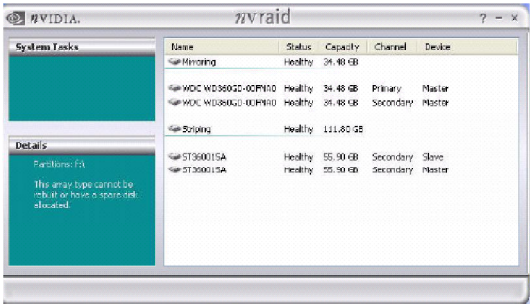 NVIDIA.
nvraid
? - ×
System Tasks
Details
Partitions: F:\
This array type cannot be rebuilt or have a spare disk allocated.
Name Status Capacity Channel Device
Mirroring Healthy 34.48 GB
WDC WD360GD-00FNA0 Healthy 34.48 GB Primary Master
WDC WD360GD-00FNA0 Healthy 34.48 GB Secondary Master
Striping Healthy 111.80 GB
ST360015A Healthy 55.90 GB Secondary Slave
ST360015A Healthy 55.90 GB Secondary Master